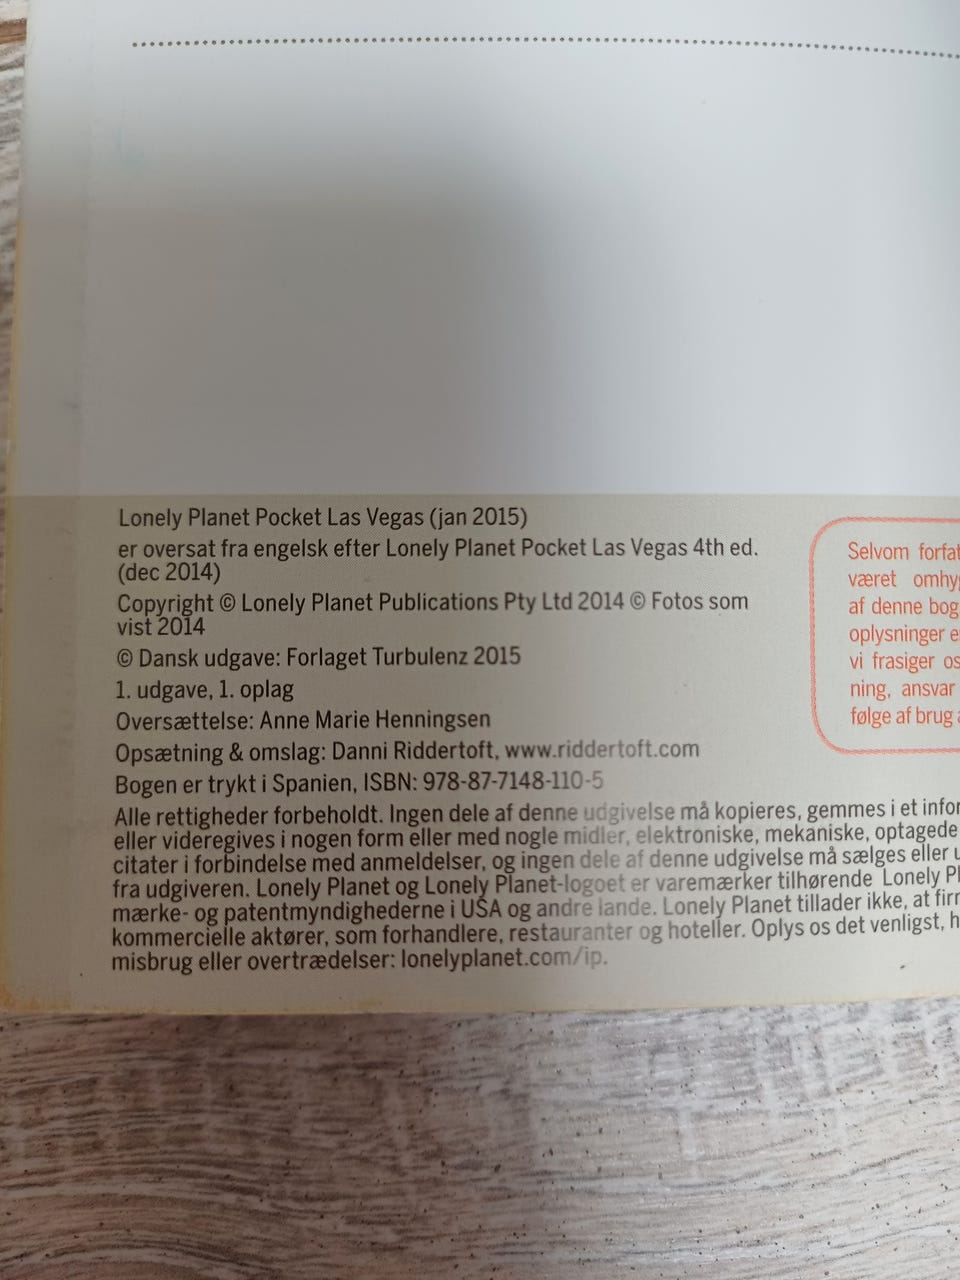 Lonely Planet Pocket Las Vegas (jan 2015)
er oversat fra engelsk efter Lonely Planet Pocket Las Vegas 4th ed.
(dec 2014)
Copyright © Lonely Planet Publications Pty Ltd 2014 © Fotos som
vist 2014
© Dansk udgave: Forlaget Turbulenz 2015
1. udgave, 1. oplag
Oversættelse: Anne Marie Henningsen
Opsætning & omslag: Danni Riddertoft, www.riddertoft.com
Bogen er trykt i Spanien, ISBN: 978-87-7148-110-5
Alle rettigheder forbeholdt. Ingen dele af denne udgivelse må kopieres, gemmes i et
eller videregives i nogen form eller med nogle midler, elektroniske, mekaniske, optagede
citater i forbindelse med anmeldelser, og ingen dele af denne udgivelse må sælges eller
fra udgiveren. Lonely Planet og Lonely Planet-logoet er varemærker tilhørende Lonely
mærke- og patentmyndighederne i USA og andre lande. Lonely Planet tillader ikke, at
kommercielle aktører, som forhandlere, restauranter og hoteller. Oplys os det venligst,
misbrug eller overtrædelser: lonelyplanet.com/ip.
Selvom
været
af denne bog
oplysninger
vi frasiger
ning, ansvar
følge af brug